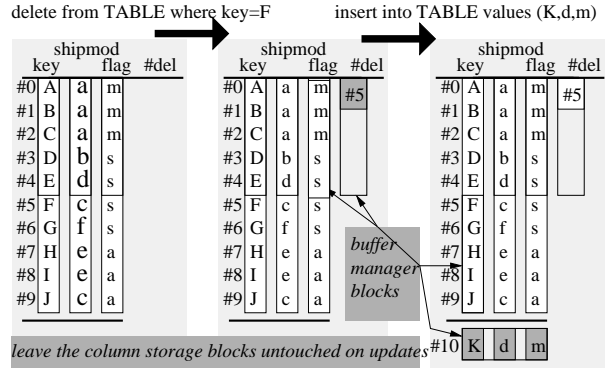 delete from TABLE where key=F insert into TABLE values (K,d,m)
shipmod shipmod shipmod
key flag #del key flag #del key flag #del
#0 A a m #0 A a m #5 #0 A a m #5
#1 B a m #1 B a m #1 B a m
#2 C a m #2 C a m #2 C a m
#3 D b s #3 D b s #3 D b s
#4 E d s #4 E d s #4 E d s
#5 F c s #5 F c s #5 F c s
#6 G f s #6 G f s #6 G f s
#7 H e a #7 H e a #7 H e a
#8 I e a #8 I e a #8 I e a
#9 J c a #9 J c a #9 J c a
buffer
manager
blocks
leave the column storage blocks untouched on updates #10 K d m